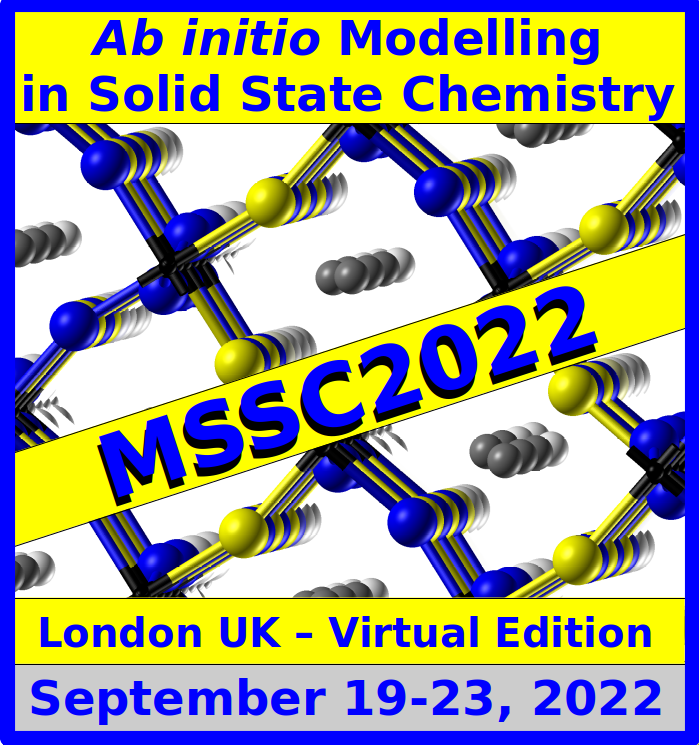 Ab initio Modelling
in Solid State Chemistry
MSSC2022
London UK – Virtual Edition
September 19-23, 2022